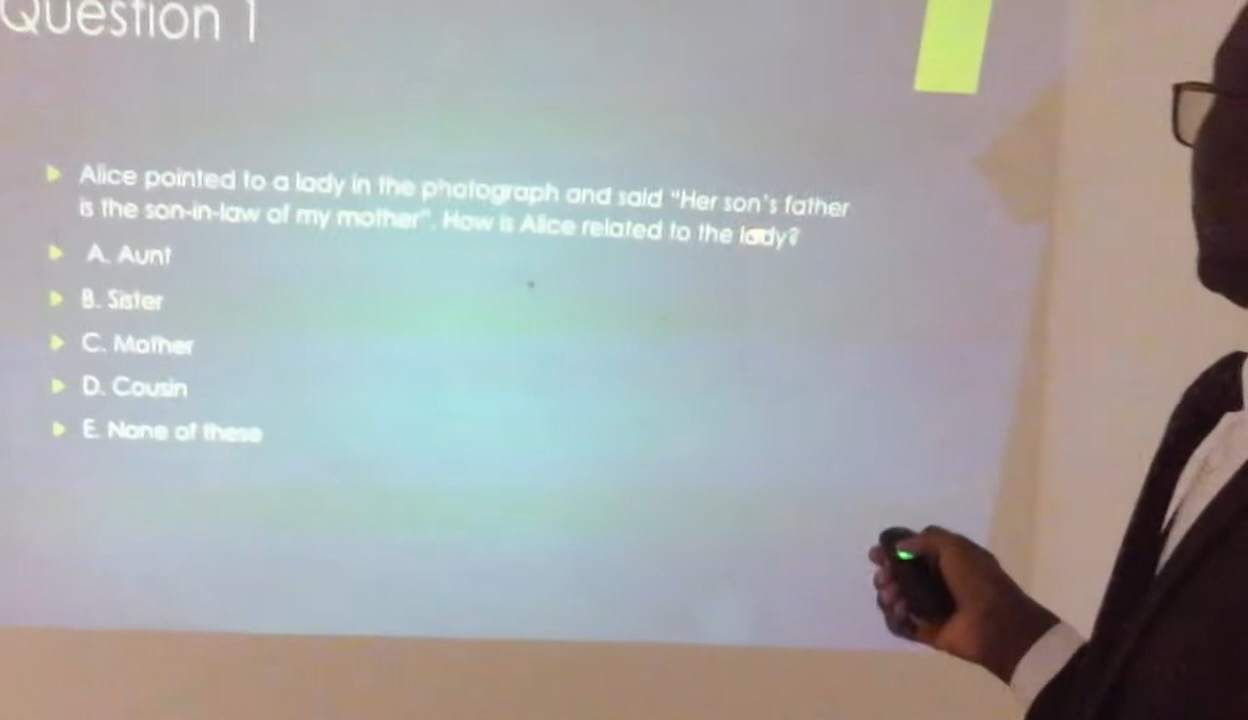 Question 1
Alice pointed to a lady in the photograph and said "Her son's father
is the son-in-law of my mother". How is Alice related to the lady?
A. Aunt
B. Sister
C. Mother
D. Cousin
E. None of these